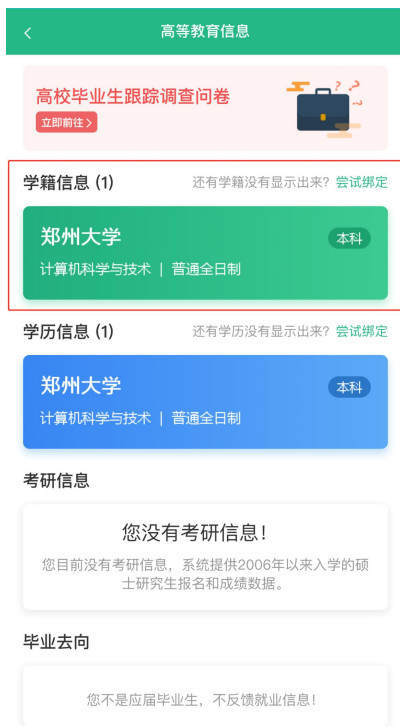 高等教育信息
高校毕业生跟踪调查问卷
立即前往 >
学籍信息 (1) 还有学籍没有显示出来? 尝试绑定
郑州大学 本科
计算机科学与技术 | 普通全日制
学历信息 (1) 还有学历没有显示出来? 尝试绑定
郑州大学 本科
计算机科学与技术 | 普通全日制
考研信息
您没有考研信息!
您目前没有考研信息，系统提供2006年以来入学的硕
士研究生报名和成绩数据。
毕业去向
您不是应届毕业生，不反馈就业信息!